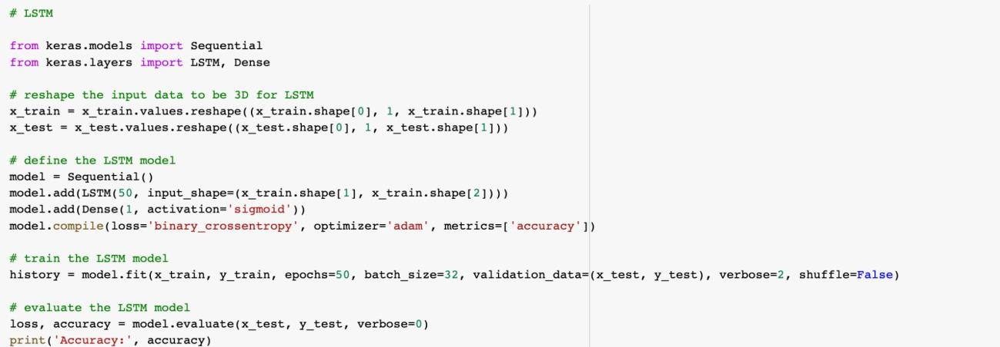 # LSTM
from keras.models import Sequential
from keras.layers import LSTM, Dense
# reshape the input data to be 3D for LSTM
x_train = x_train.values.reshape((x_train.shape[0], 1, x_train.shape[1]))
x_test = x_test.values.reshape((x_test.shape[0], 1, x_test.shape[1]))
# define the LSTM model
model = Sequential()
model.add(LSTM(50, input_shape=(x_train.shape[1], x_train.shape[2])))
model.add(Dense(1, activation='sigmoid'))
model.compile(loss='binary_crossentropy', optimizer='adam', metrics=['accuracy'])
# train the LSTM model
history = model.fit(x_train, y_train, epochs=50, batch_size=32, validation_data=(x_test, y_test), verbose=2, shuffle=False)
# evaluate the LSTM model
loss, accuracy = model.evaluate(x_test, y_test, verbose=0)
print('Accuracy:', accuracy)